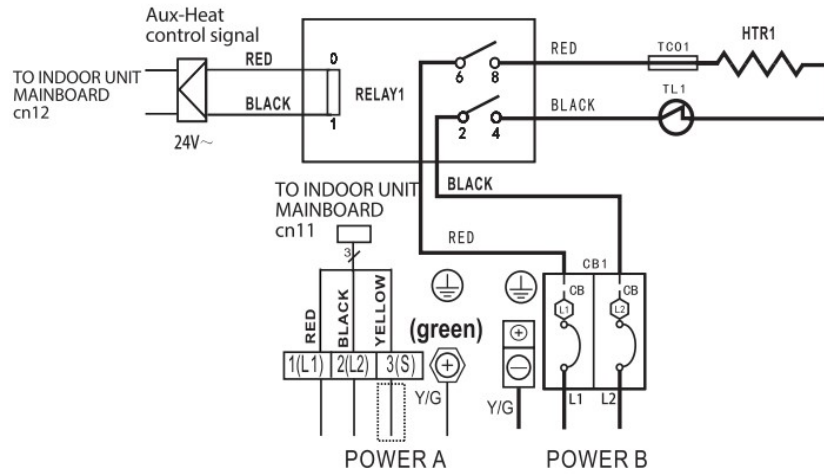 Aux-Heat
control signal
TO INDOOR UNIT
MAINBOARD
cn12
RED
BLACK
24V~
0
1
RELAY1
6 8
2 4
RED
BLACK
TCO1
HTR1
TL1
BLACK
RED
TO INDOOR UNIT
MAINBOARD
cn11
3
RED
BLACK
YELLOW
(green)
1(L1) 2(L2) 3(S)
Y/G
Y/G
CB1
CB CB
L1 L2
L1 L2
POWER A POWER B